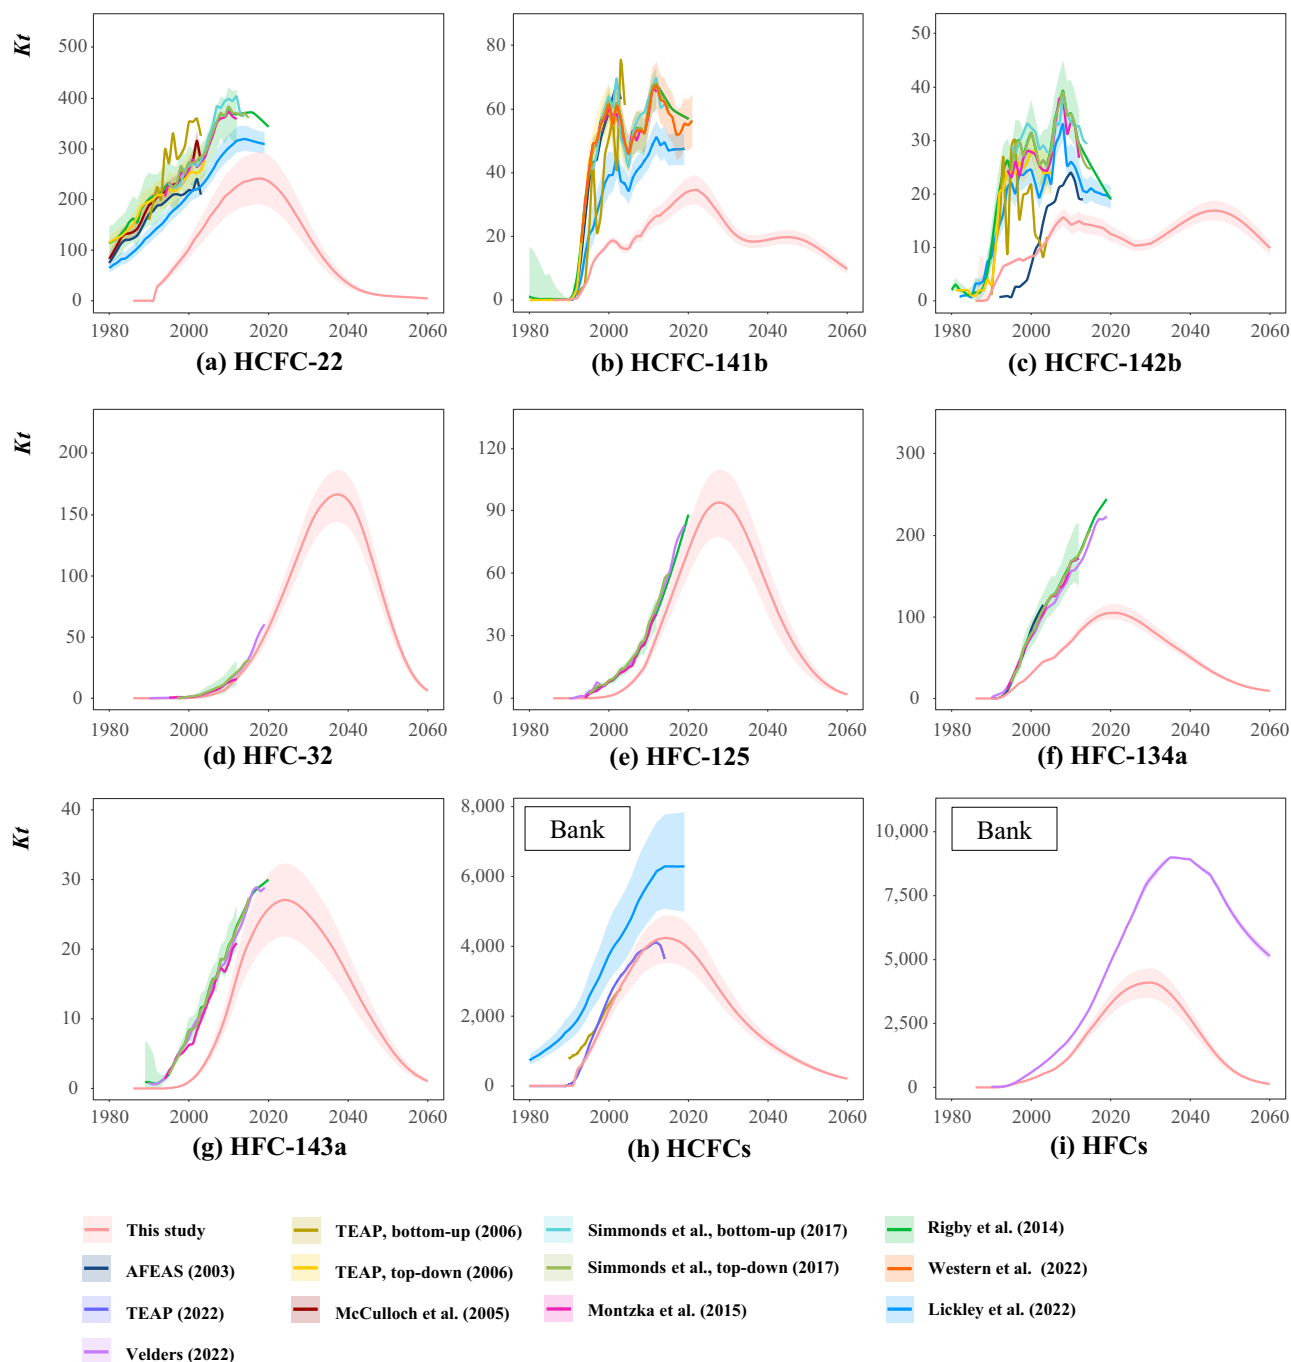 Kt
500
400
300
200
100
0
1980 2000 2020 2040 2060
(a) HCFC-22
80
60
40
20
0
1980 2000 2020 2040 2060
(b) HCFC-141b
50
40
30
20
10
0
1980 2000 2020 2040 2060
(c) HCFC-142b
Kt
200
150
100
50
0
1980 2000 2020 2040 2060
(d) HFC-32
120
90
60
30
0
1980 2000 2020 2040 2060
(e) HFC-125
300
200
100
0
1980 2000 2020 2040 2060
(f) HFC-134a
Kt
40
30
20
10
0
1980 2000 2020 2040 2060
(g) HFC-143a
Bank
8,000
6,000
4,000
2,000
0
1980 2000 2020 2040 2060
(h) HCFCs
Bank
10,000
7,500
5,000
2,500
0
1980 2000 2020 2040 2060
(i) HFCs
This study
TEAP, bottom-up (2006)
Simmonds et al., bottom-up (2017)
Rigby et al. (2014)
AFEAS (2003)
TEAP, top-down (2006)
Simmonds et al., top-down (2017)
Western et al. (2022)
TEAP (2022)
McCulloch et al. (2005)
Montzka et al. (2015)
Lickley et al. (2022)
Velders (2022)